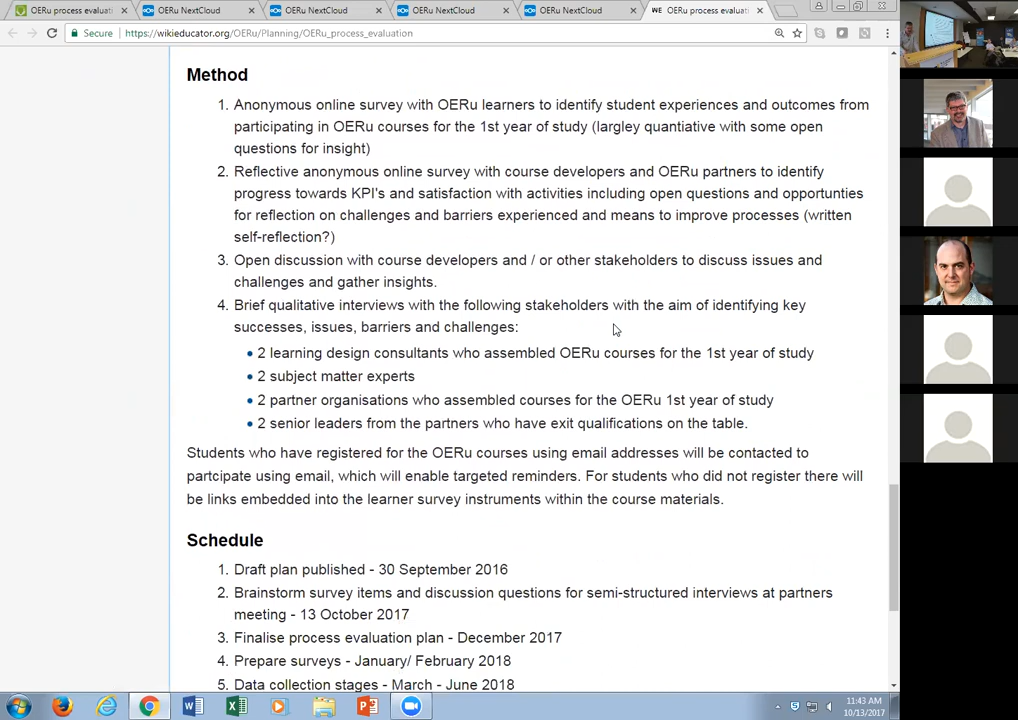 OERu process evaluati
OERu NextCloud
OERu NextCloud
OERu NextCloud
OERu NextCloud
WE OERu process evaluati
Secure https://wikieducator.org/OERu/Planning/OERu_process_evaluation
Method
1. Anonymous online survey with OERu learners to identify student experiences and outcomes from
participating in OERu courses for the 1st year of study (largley quantiative with some open
questions for insight)
2. Reflective anonymous online survey with course developers and OERu partners to identify
progress towards KPI's and satisfaction with activities including open questions and opportunties
for reflection on challenges and barriers experienced and means to improve processes (written
self-reflection?)
3. Open discussion with course developers and / or other stakeholders to discuss issues and
challenges and gather insights.
4. Brief qualitative interviews with the following stakeholders with the aim of identifying key
successes, issues, barriers and challenges:
• 2 learning design consultants who assembled OERu courses for the 1st year of study
• 2 subject matter experts
• 2 partner organisations who assembled courses for the OERu 1st year of study
• 2 senior leaders from the partners who have exit qualifications on the table.
Students who have registered for the OERu courses using email addresses will be contacted to
partcipate using email, which will enable targeted reminders. For students who did not register there will
be links embedded into the learner survey instruments within the course materials.
Schedule
1. Draft plan published - 30 September 2016
2. Brainstorm survey items and discussion questions for semi-structured interviews at partners
meeting - 13 October 2017
3. Finalise process evaluation plan - December 2017
4. Prepare surveys - January/ February 2018
5. Data collection stages - March - June 2018
11:43 AM
10/13/2017